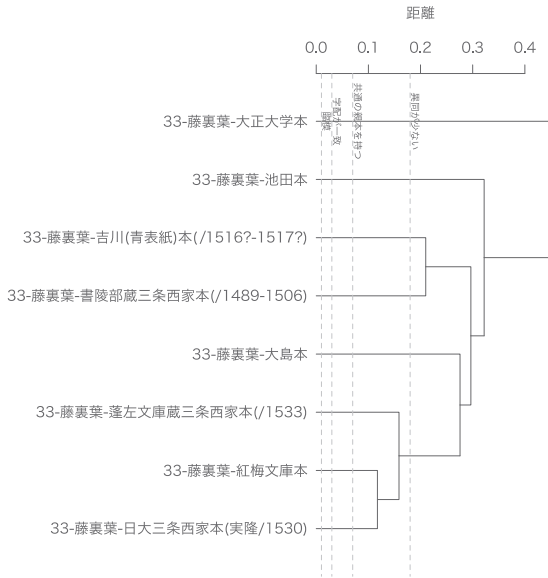 距離
0.0 0.1 0.2 0.3 0.4
臨模
字配が一致
共通の親本を持つ
異同が少ない
33-藤裏葉-大正大学本
33-藤裏葉-池田本
33-藤裏葉-吉川(青表紙)本(/1516?-1517?)
33-藤裏葉-書陵部蔵三条西家本(/1489-1506)
33-藤裏葉-大島本
33-藤裏葉-蓬左文庫蔵三条西家本(/1533)
33-藤裏葉-紅梅文庫本
33-藤裏葉-日大三条西家本(実隆/1530)